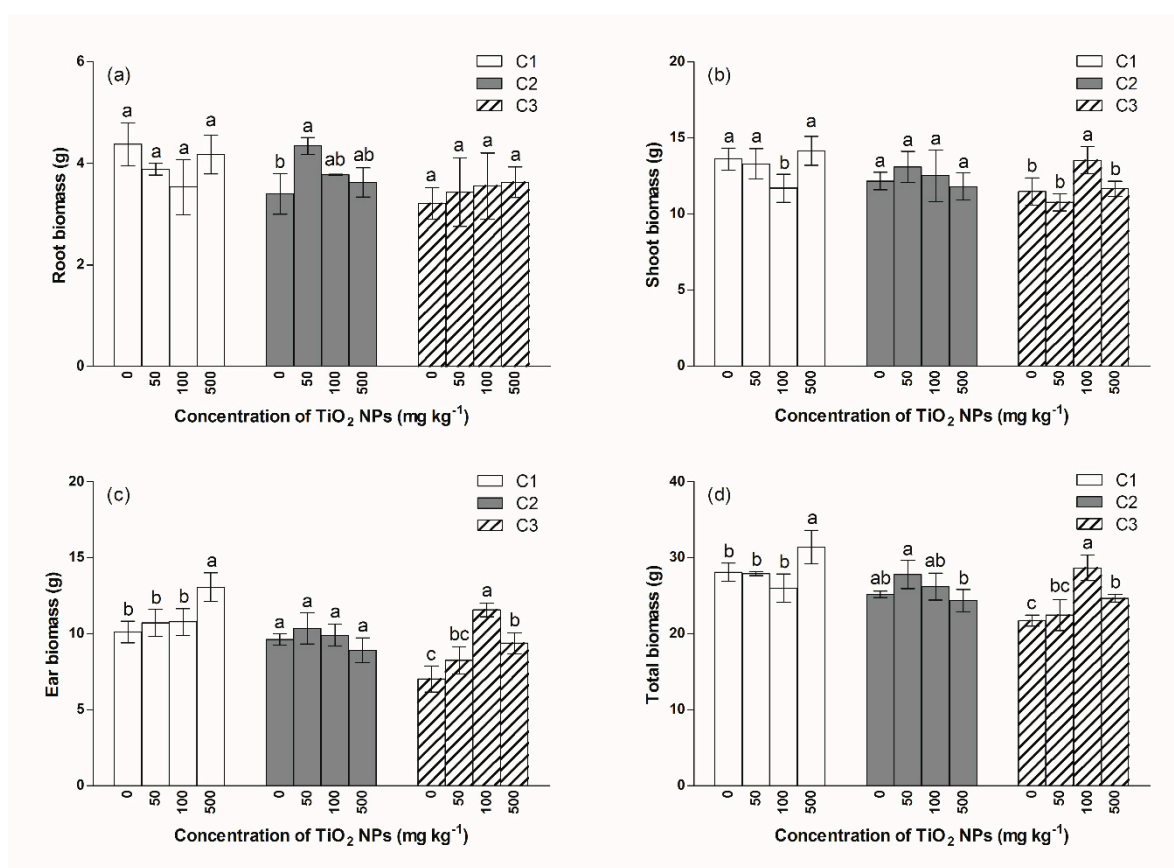 (a)
C1
C2
C3
6
4
2
0
Root biomass (g)
a a a a b a ab ab a a a a
0 50 100 500 0 50 100 500 0 50 100 500
Concentration of TiO₂ NPs (mg kg⁻¹)
(b)
C1
C2
C3
20
15
10
5
0
Shoot biomass (g)
a a b a a a a a b b a b
0 50 100 500 0 50 100 500 0 50 100 500
Concentration of TiO₂ NPs (mg kg⁻¹)
(c)
C1
C2
C3
20
15
10
5
0
Ear biomass (g)
b b b a a a a a c bc a b
0 50 100 500 0 50 100 500 0 50 100 500
Concentration of TiO₂ NPs (mg kg⁻¹)
(d)
C1
C2
C3
40
30
20
10
0
Total biomass (g)
b b b a ab a ab b c bc a b
0 50 100 500 0 50 100 500 0 50 100 500
Concentration of TiO₂ NPs (mg kg⁻¹)